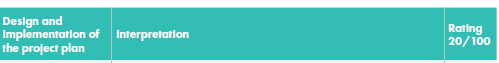 Design and
Implementation of
the project plan
Interpretation
Rating
20/100